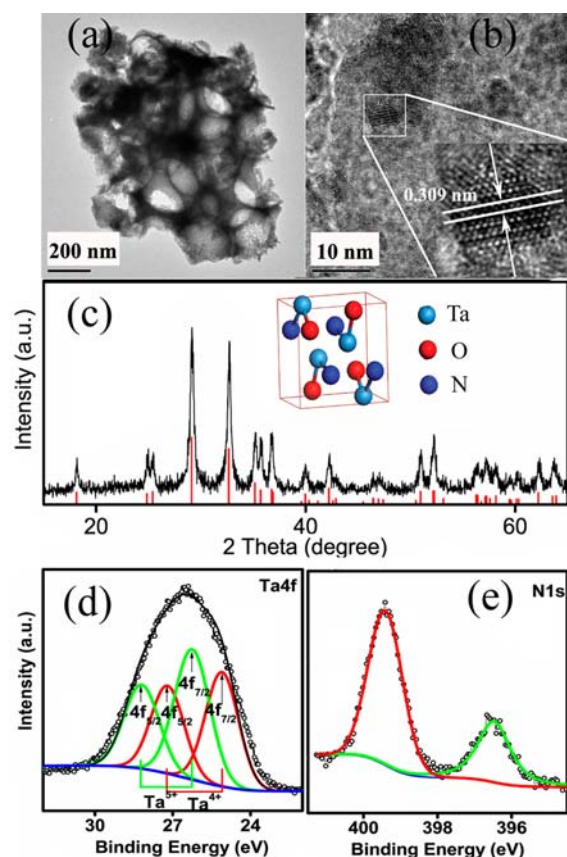 (a)
200 nm
(b)
0.309 nm
10 nm
(c)
Ta
O
N
Intensity (a.u.)
20
40
60
2 Theta (degree)
(d)
Ta4f
4f7/2
4f5/2
4f5/2
4f7/2
Ta5+
Ta4+
Intensity (a.u.)
30
27
24
Binding Energy (eV)
(e)
N1s
400
398
396
Binding Energy (eV)